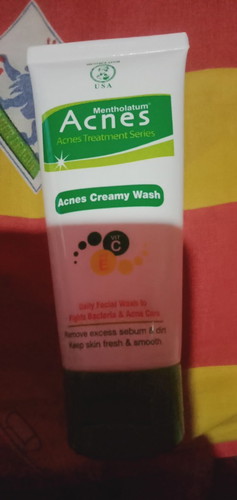 USA
Mentholatum
Acnes
Acnes Treatment Series
Acnes Creamy Wash
Vit
C
E
Daily Facial Wash to
Fights Bacteria & Acne Care
Remove excess sebum & dirt
Keep skin fresh & smooth.